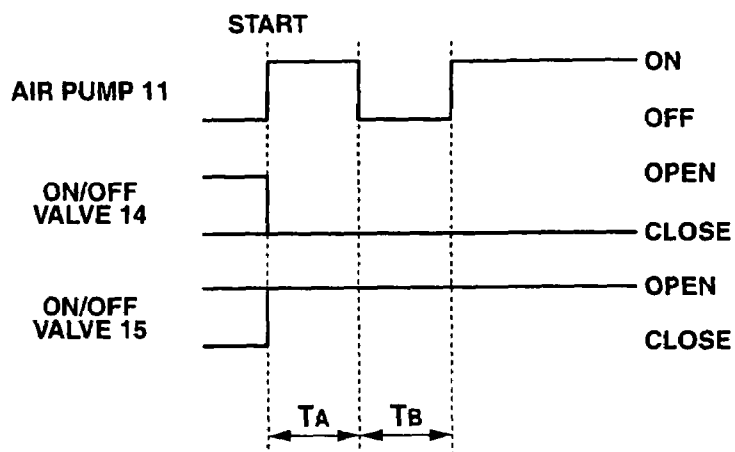 START
AIR PUMP 11
ON
OFF
ON/OFF
VALVE 14
OPEN
CLOSE
ON/OFF
VALVE 15
OPEN
CLOSE
TA
TB